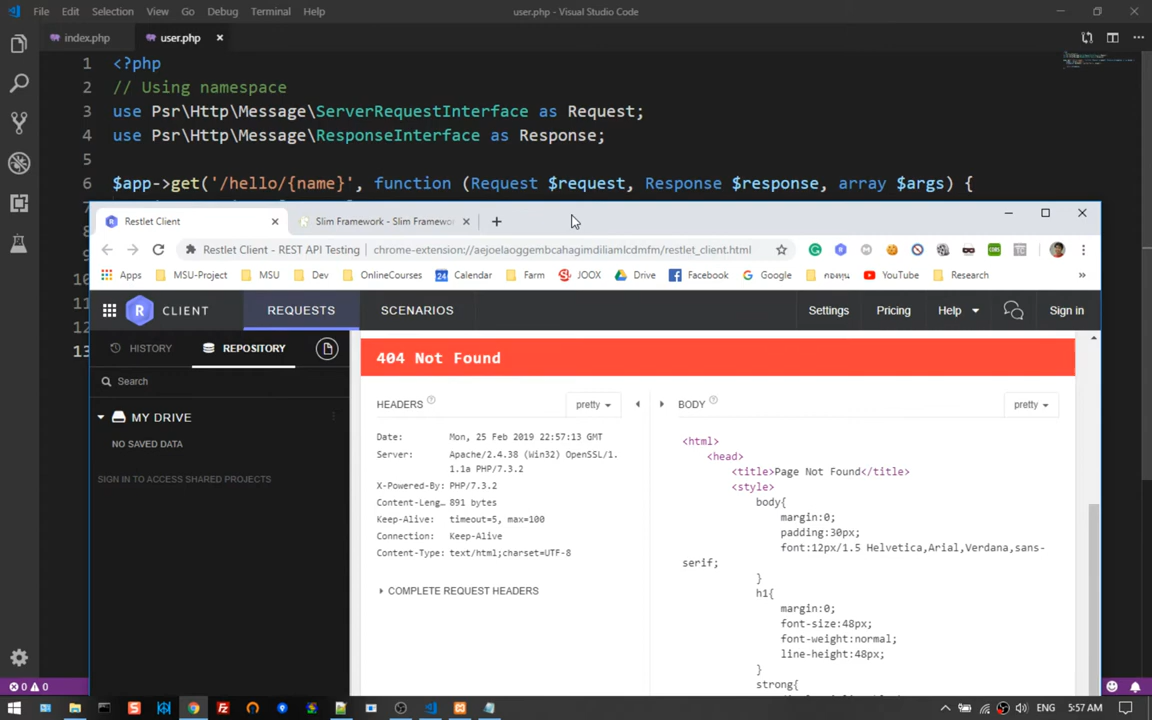 File Edit Selection View Go Debug Terminal Help user.php - Visual Studio Code
index.php user.php
1 <?php
2 // Using namespace
3 use Psr\Http\Message\ServerRequestInterface as Request;
4 use Psr\Http\Message\ResponseInterface as Response;
5
6 $app->get('/hello/{name}', function (Request $request, Response $response, array $args) {
Restlet Client Slim Framework - Slim Framewo
Restlet Client - REST API Testing chrome-extension://aejoelaoggembcahagimdiliamlcdmfm/restlet_client.html
Apps MSU-Project MSU Dev OnlineCourses 24 Calendar Farm JOOX Drive Facebook Google YouTube Research
R CLIENT REQUESTS SCENARIOS Settings Pricing Help Sign in
HISTORY REPOSITORY
404 Not Found
Search
HEADERS pretty BODY pretty
MY DRIVE
NO SAVED DATA
SIGN IN TO ACCESS SHARED PROJECTS
Date: Mon, 25 Feb 2019 22:57:13 GMT
Server: Apache/2.4.38 (Win32) OpenSSL/1.
1.1a PHP/7.3.2
X-Powered-By: PHP/7.3.2
Content-Leng... 891 bytes
Keep-Alive: timeout=5, max=100
Connection: Keep-Alive
Content-Type: text/html;charset=UTF-8
COMPLETE REQUEST HEADERS
<html>
<head>
<title>Page Not Found</title>
<style>
body{
margin:0;
padding:30px;
font:12px/1.5 Helvetica,Arial,Verdana,sans-
serif;
}
h1{
margin:0;
font-size:48px;
font-weight:normal;
line-height:48px;
}
strong{
13
0 0
ENG 5:57 AM